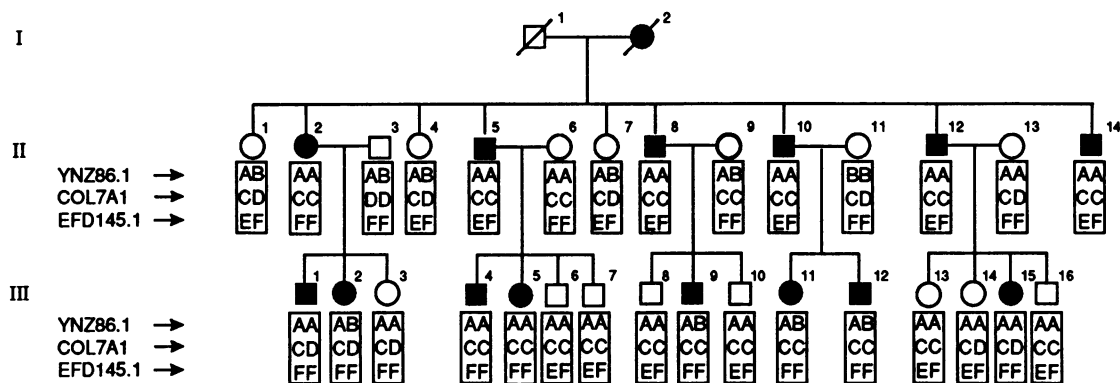 I 1 2
II 1 2 3 4 5 6 7 8 9 10 11 12 13 14
YNZ86.1 → AB AA AB AB AA AA AB AA AB AA BB AA AA AA
COL7A1 → CD CC DD CD CC CC CD CC CC CC CD CC CD CC
EFD145.1 → EF FF FF EF EF FF EF EF FF EF FF EF FF EF
III 1 2 3 4 5 6 7 8 9 10 11 12 13 14 15 16
YNZ86.1 → AA AB AA AA AA AA AA AA AB AA AB AB AA AA AA AA
COL7A1 → CD CD CD CC CC CC CC CC CC CC CC CC CC CD CD CC
EFD145.1 → FF FF FF FF FF EF EF EF FF EF FF FF EF EF FF EF